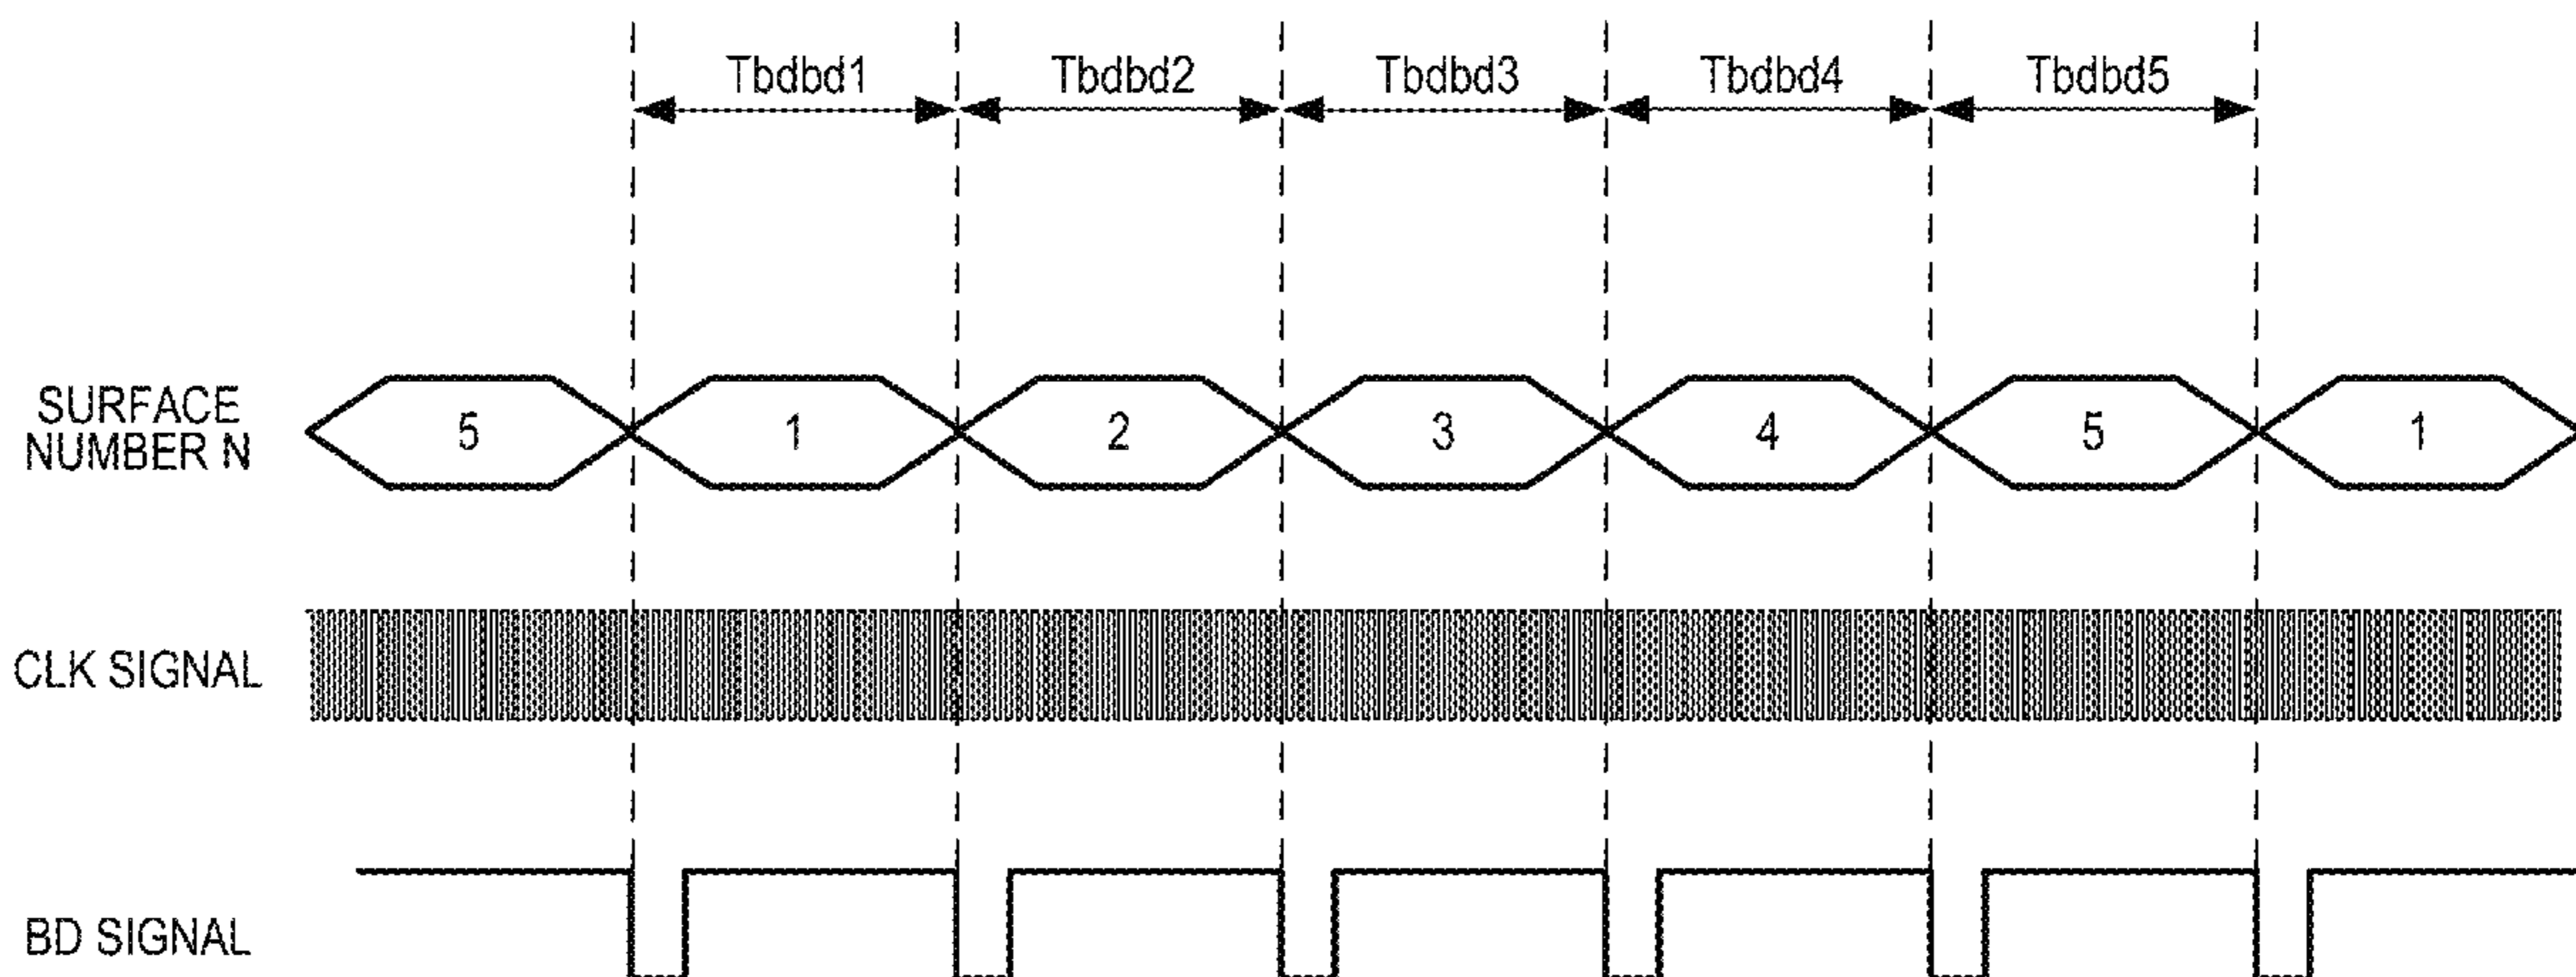 Tbdbd1 Tbdbd2 Tbdbd3 Tbdbd4 Tbdbd5
SURFACE
NUMBER N
5 1 2 3 4 5 1
CLK SIGNAL
BD SIGNAL